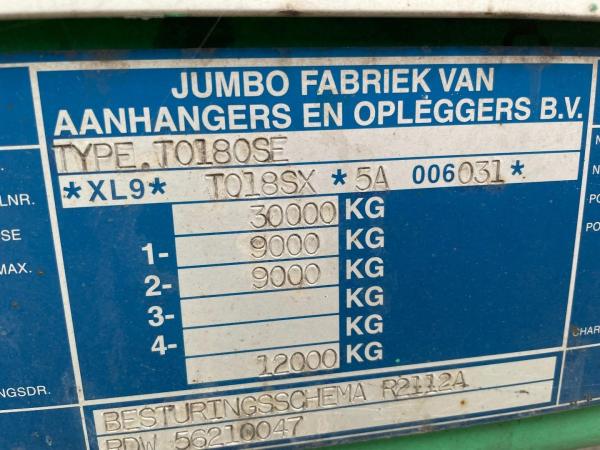 JUMBO FABRIEK VAN
AANHANGERS EN OPLEGGERS B.V.
TYPE. TO180SE
LNR. *XL9* TO18SX *5A 006031*
SE 30000 KG
MAX. 1- 9000 KG
2- 9000 KG
3- KG
4- KG
NGSDR. 12000 KG
CHAR
BESTURINGSSCHEMA R2112A
RDW 56210047